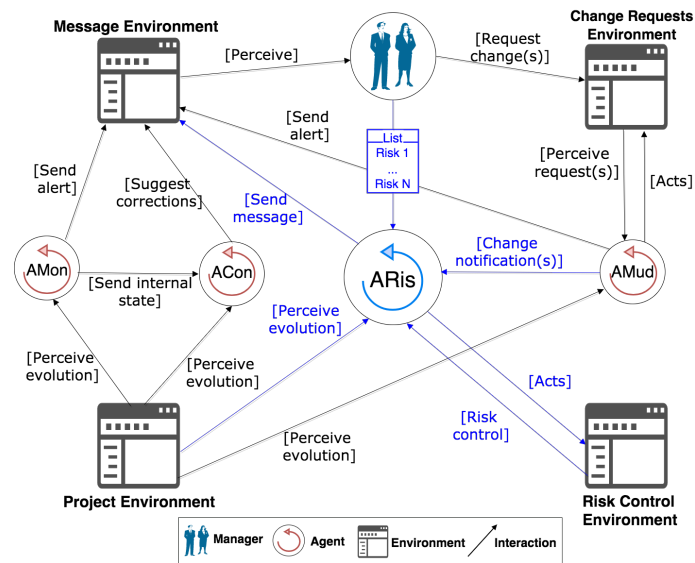 Message Environment
Change Requests
Environment
[Perceive]
[Request
change(s)]
[Send
alert]
List
Risk 1
...
Risk N
[Perceive
request(s)]
[Acts]
[Send
alert]
[Suggest
corrections]
[Send
message]
AMon
ACon
ARis
[Change
notification(s)]
AMud
[Send internal
state]
[Perceive
evolution]
[Perceive
evolution]
[Perceive
evolution]
[Acts]
[Risk
control]
[Perceive
evolution]
Project Environment
Risk Control
Environment
Manager
Agent
Environment
Interaction